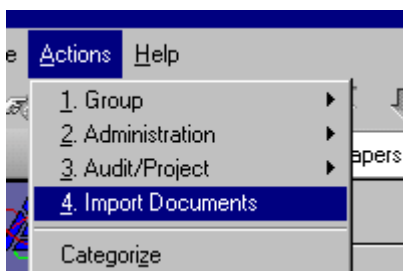 e Actions Help
1. Group
2. Administration
3. Audit/Project
apers
4. Import Documents
Categorize